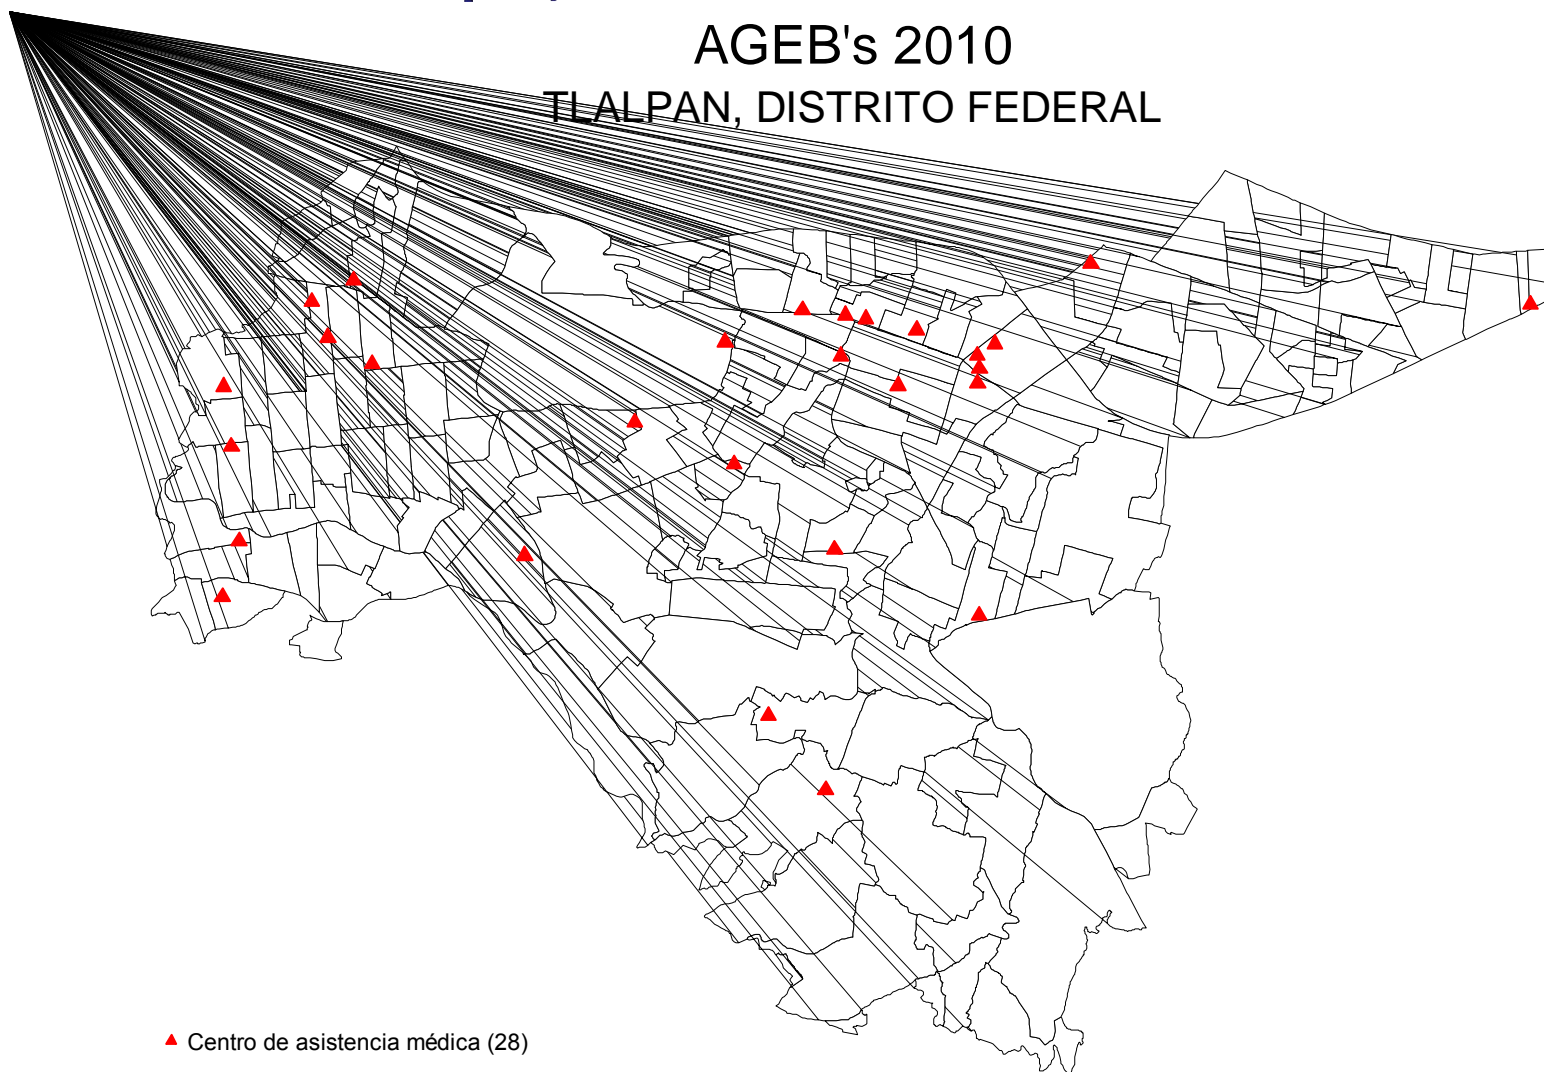 AGEB's 2010
TLALPAN, DISTRITO FEDERAL
Centro de asistencia médica (28)